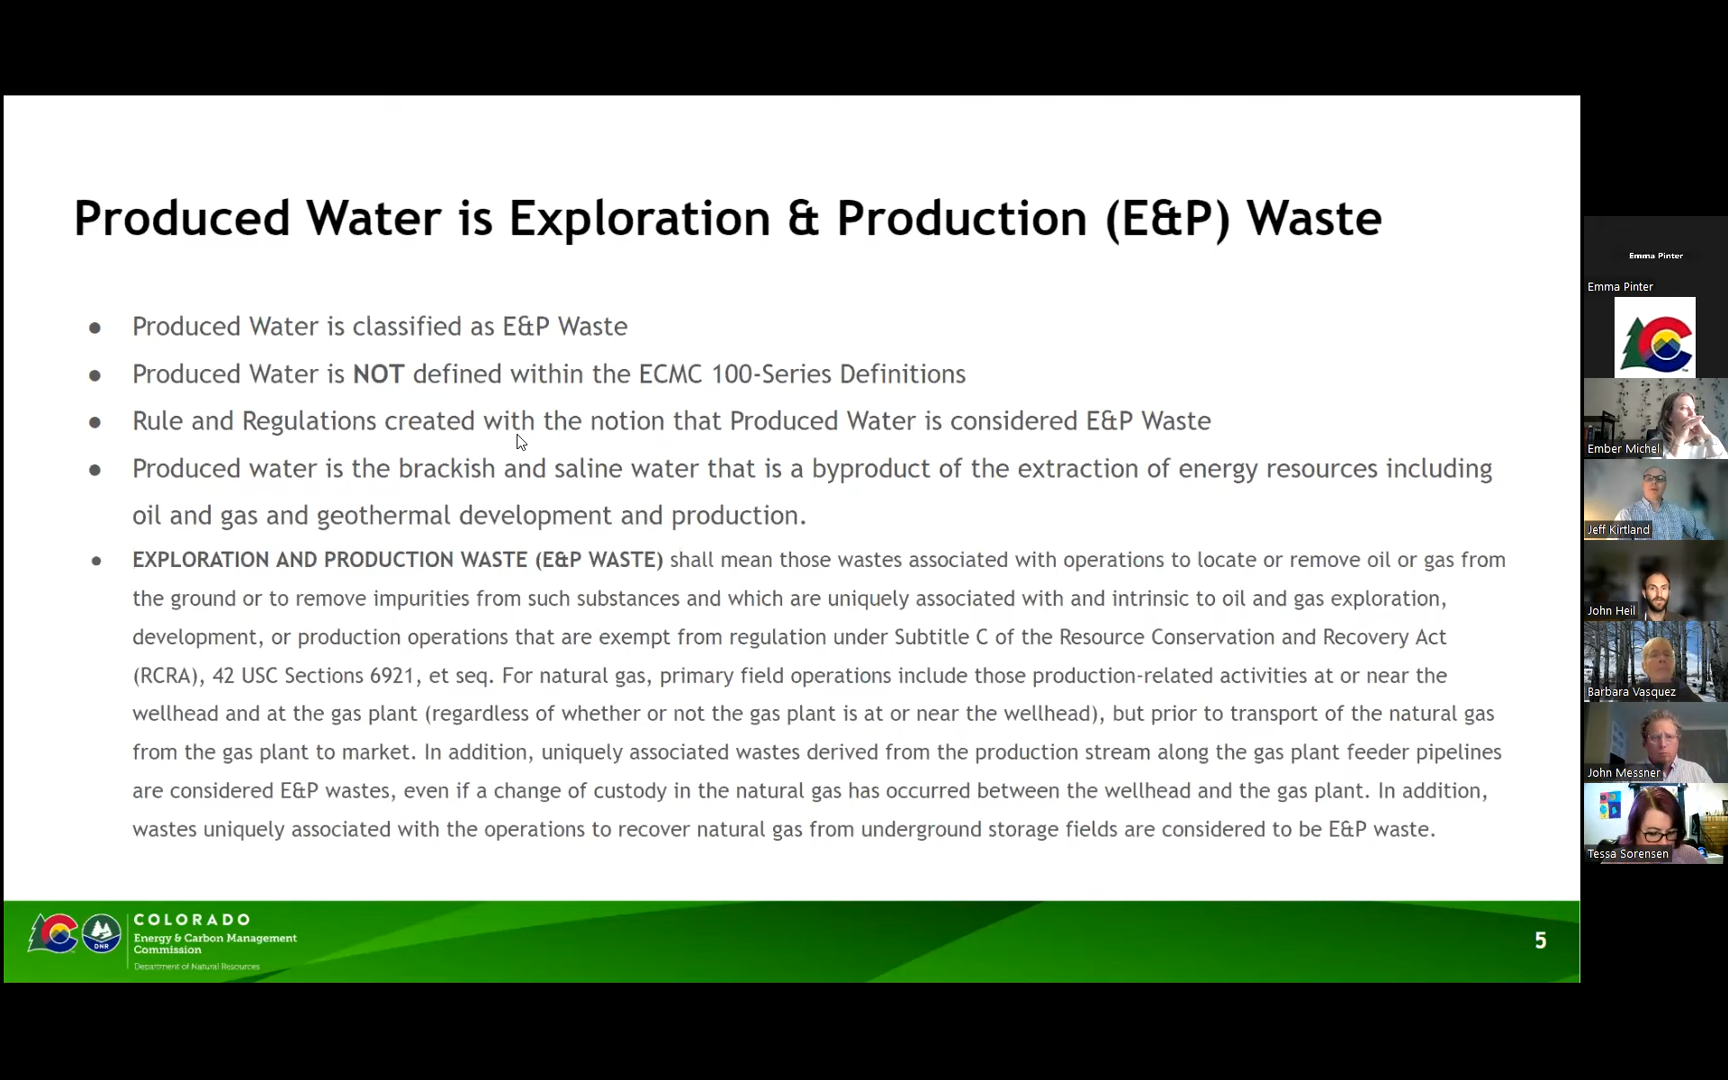 Produced Water is Exploration & Production (E&P) Waste
● Produced Water is classified as E&P Waste
● Produced Water is NOT defined within the ECMC 100-Series Definitions
● Rule and Regulations created with the notion that Produced Water is considered E&P Waste
● Produced water is the brackish and saline water that is a byproduct of the extraction of energy resources including
oil and gas and geothermal development and production.
● EXPLORATION AND PRODUCTION WASTE (E&P WASTE) shall mean those wastes associated with operations to locate or remove oil or gas from
the ground or to remove impurities from such substances and which are uniquely associated with and intrinsic to oil and gas exploration,
development, or production operations that are exempt from regulation under Subtitle C of the Resource Conservation and Recovery Act
(RCRA), 42 USC Sections 6921, et seq. For natural gas, primary field operations include those production-related activities at or near the
wellhead and at the gas plant (regardless of whether or not the gas plant is at or near the wellhead), but prior to transport of the natural gas
from the gas plant to market. In addition, uniquely associated wastes derived from the production stream along the gas plant feeder pipelines
are considered E&P wastes, even if a change of custody in the natural gas has occurred between the wellhead and the gas plant. In addition,
wastes uniquely associated with the operations to recover natural gas from underground storage fields are considered to be E&P waste.
DNR
COLORADO
Energy & Carbon Management
Commission
Department of Natural Resources
5
Emma Pinter
Emma Pinter
Ember Michel
Jeff Kirtland
John Heil
Barbara Vasquez
John Messner
Tessa Sorensen